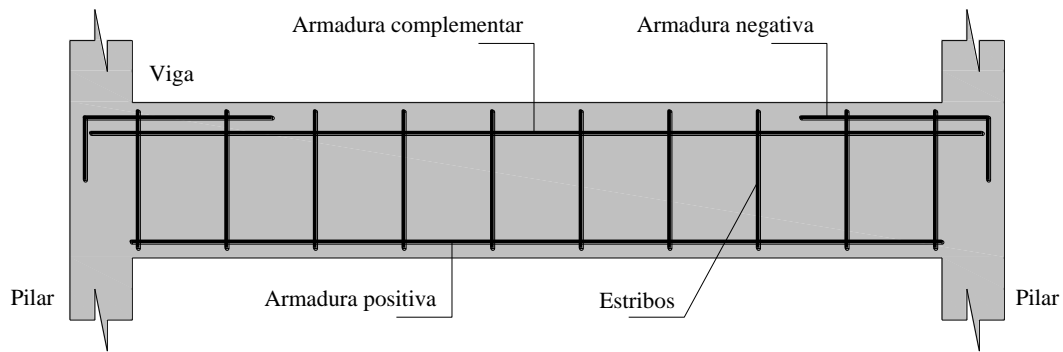 Armadura complementar
Armadura negativa
Viga
Pilar
Armadura positiva
Estribos
Pilar